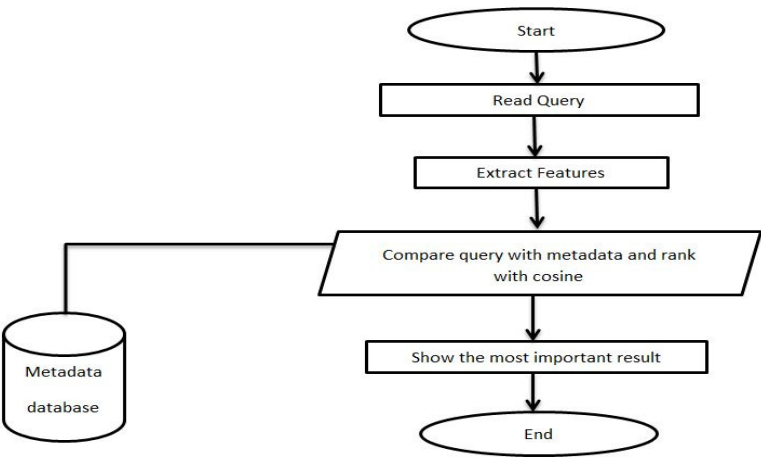 Start
Read Query
Extract Features
Compare query with metadata and rank
with cosine
Metadata
database
Show the most important result
End